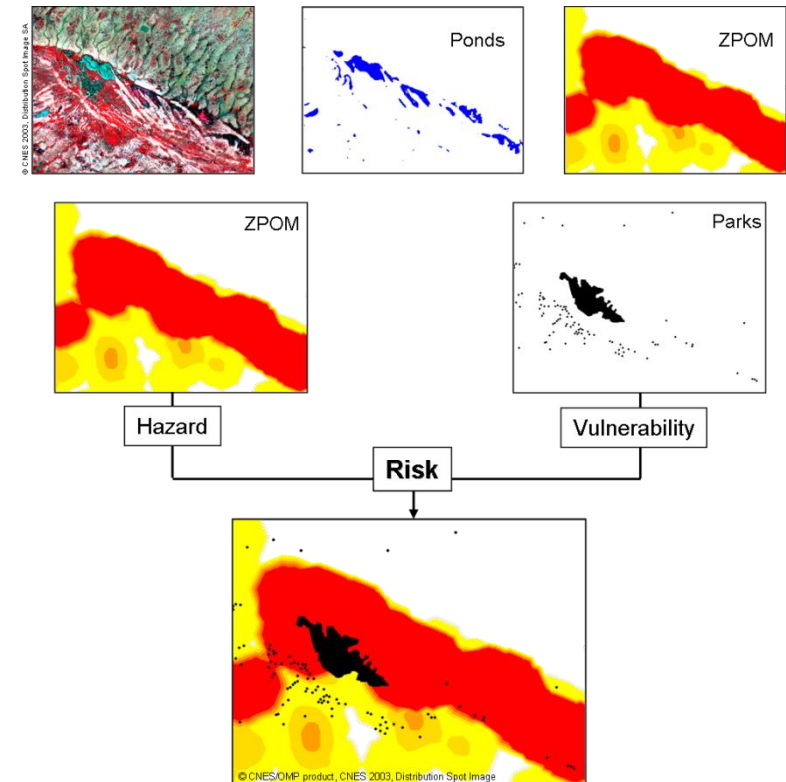 © CNES 2003, Distribution Spot Image SA
Ponds
ZPOM
ZPOM
Parks
Hazard
Vulnerability
Risk
© CNES/OMP product, CNES 2003, Distribution Spot Image